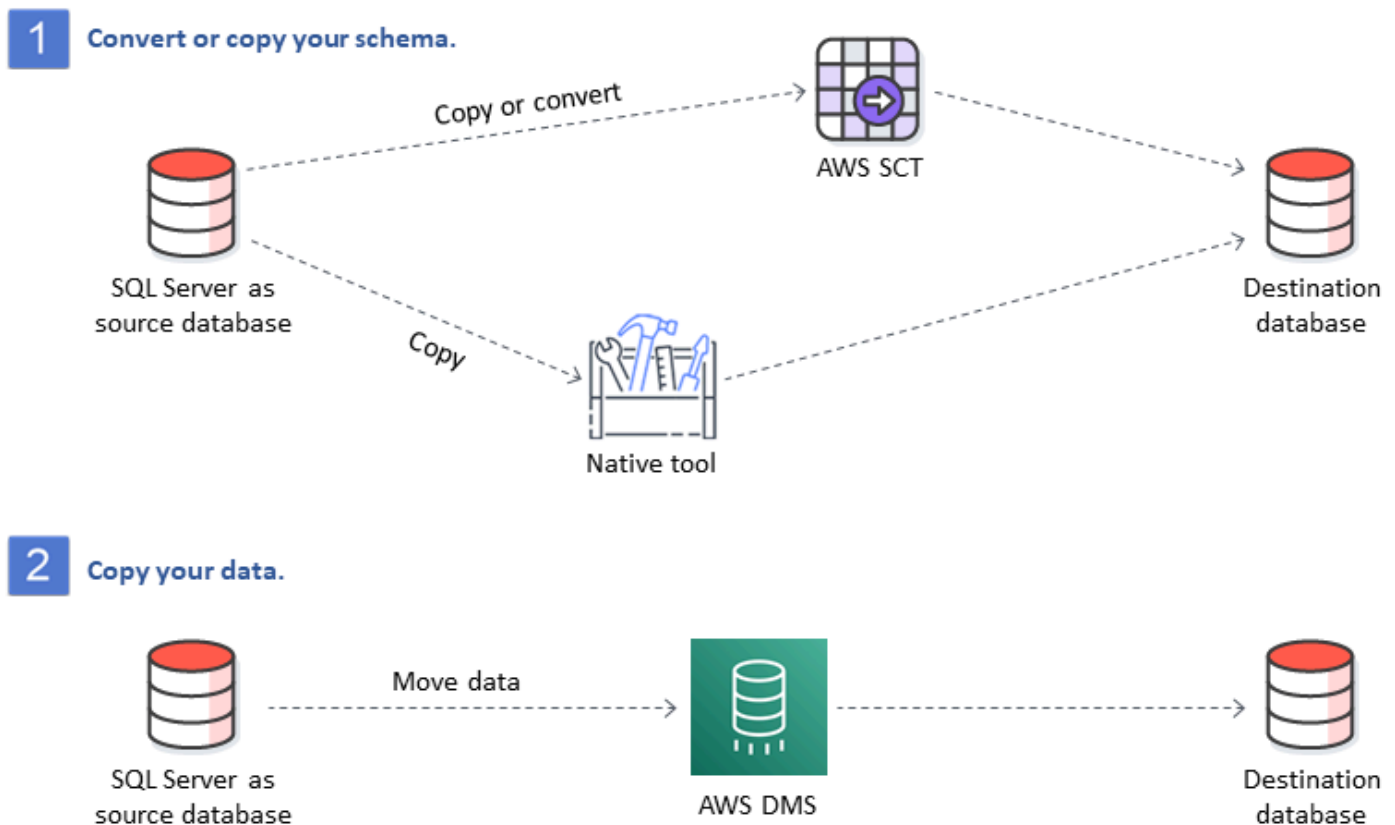 1
Convert or copy your schema.
Copy or convert
AWS SCT
SQL Server as
source database
Destination
database
Copy
Native tool
2
Copy your data.
Move data
SQL Server as
source database
AWS DMS
Destination
database